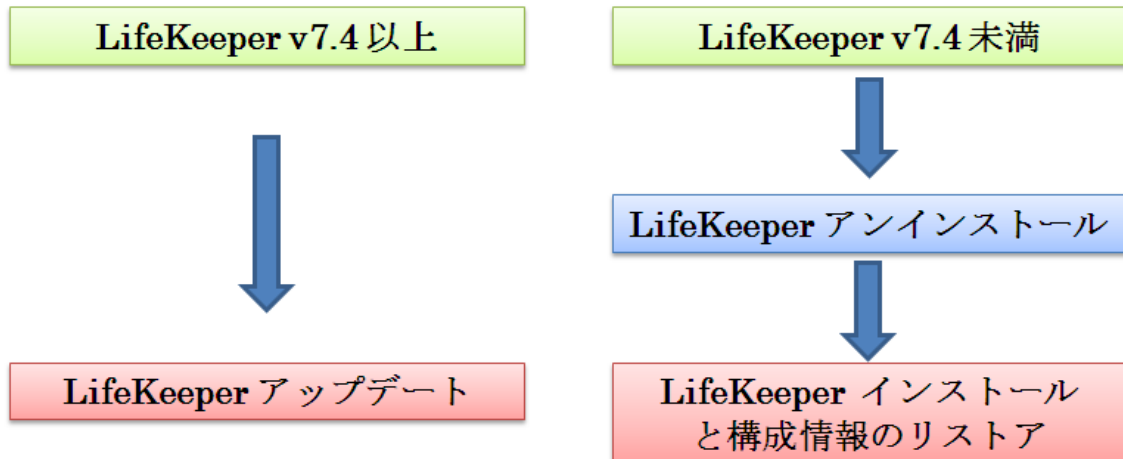 LifeKeeper v7.4 以上
LifeKeeper アップデート
LifeKeeper v7.4 未満
LifeKeeper アンインストール
LifeKeeper インストール
と構成情報のリストア